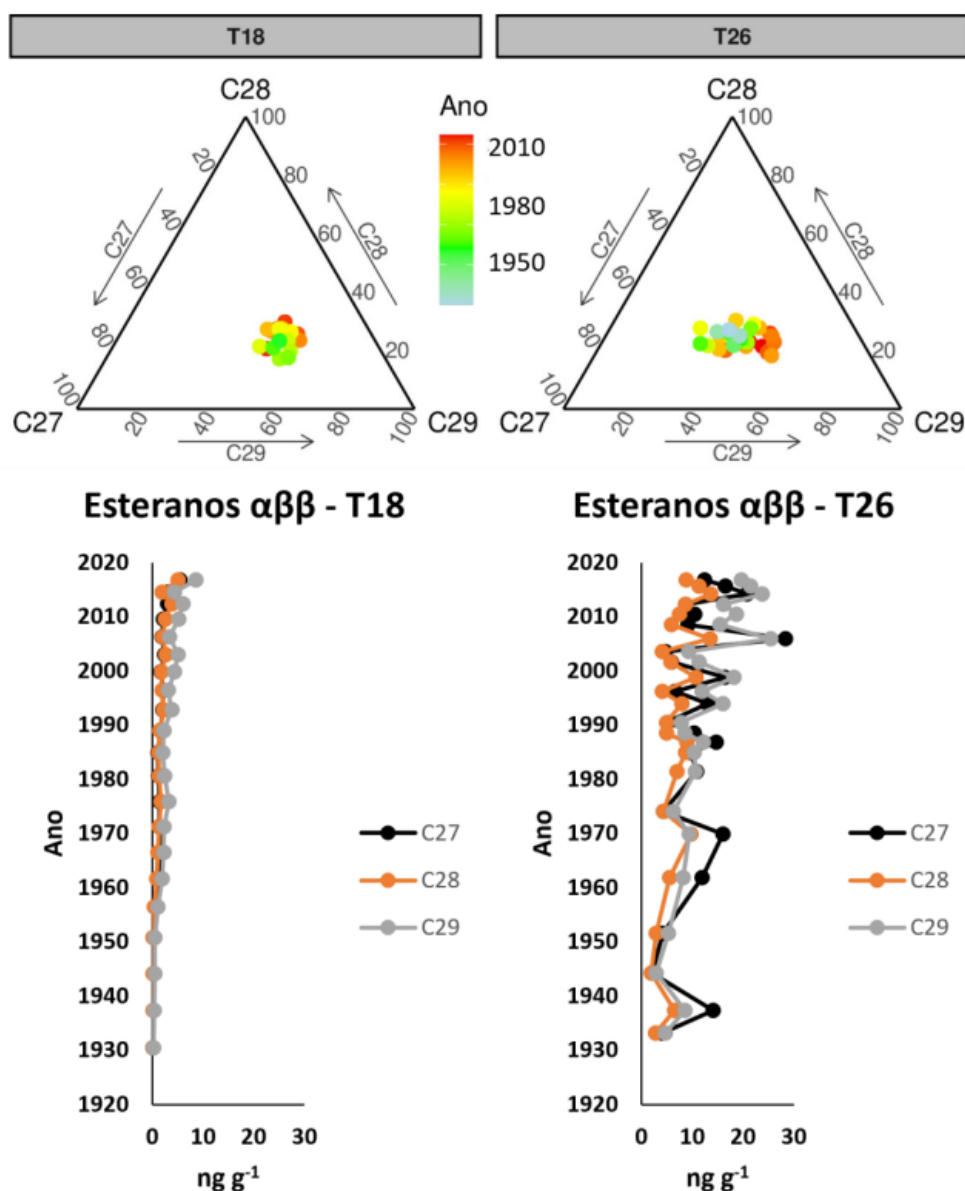 T18
T26
C28
100
20
80
C27
40
60
C28
60
40
80
20
100
C27
20
40
60
80
100
C29
C29
Ano
2010
1980
1950
C28
100
20
80
C27
40
60
C28
60
40
80
20
100
C27
20
40
60
80
100
C29
C29
Esteranos αββ - T18
2020
2010
2000
1990
1980
1970
1960
1950
1940
1930
1920
Ano
C27
C28
C29
0 10 20 30
ng g-1
Esteranos αββ - T26
2020
2010
2000
1990
1980
1970
1960
1950
1940
1930
1920
Ano
C27
C28
C29
0 10 20 30
ng g-1